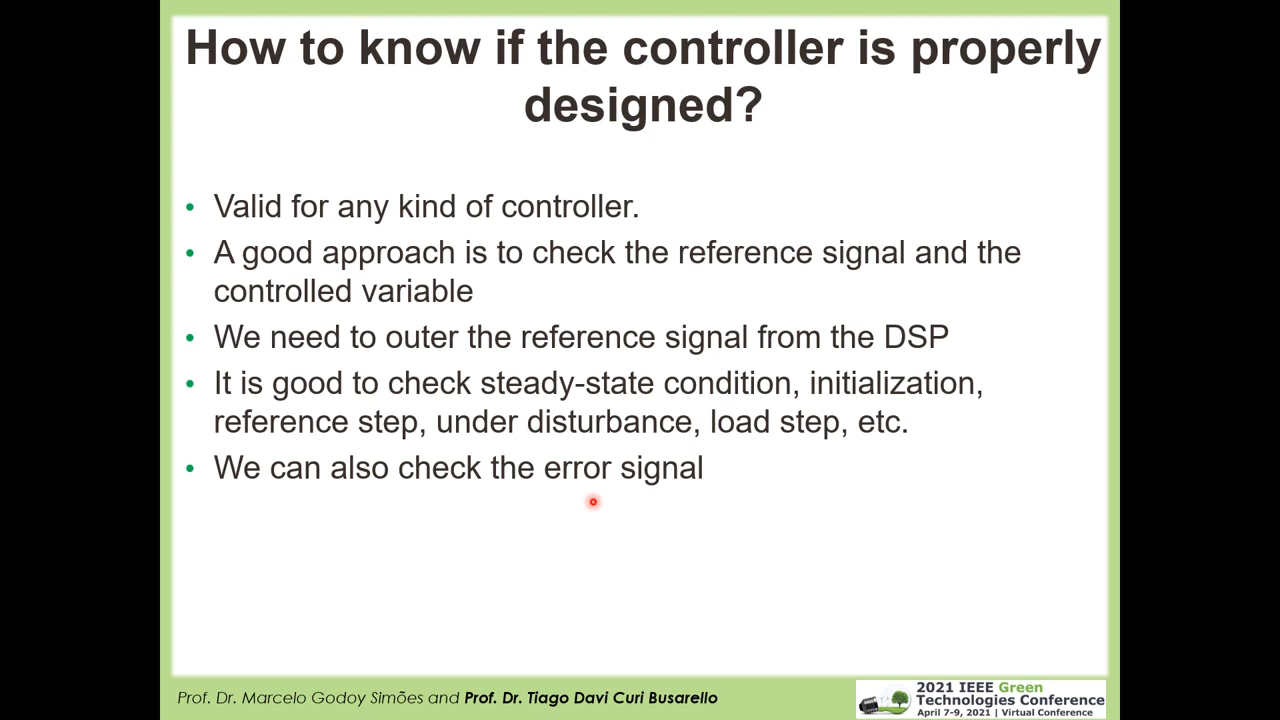 How to know if the controller is properly
designed?
• Valid for any kind of controller.
• A good approach is to check the reference signal and the
controlled variable
• We need to outer the reference signal from the DSP
• It is good to check steady-state condition, initialization,
reference step, under disturbance, load step, etc.
• We can also check the error signal
Prof. Dr. Marcelo Godoy Simões and Prof. Dr. Tiago Davi Curi Busarello
2021 IEEE Green
Technologies Conference
April 7-9, 2021 | Virtual Conference